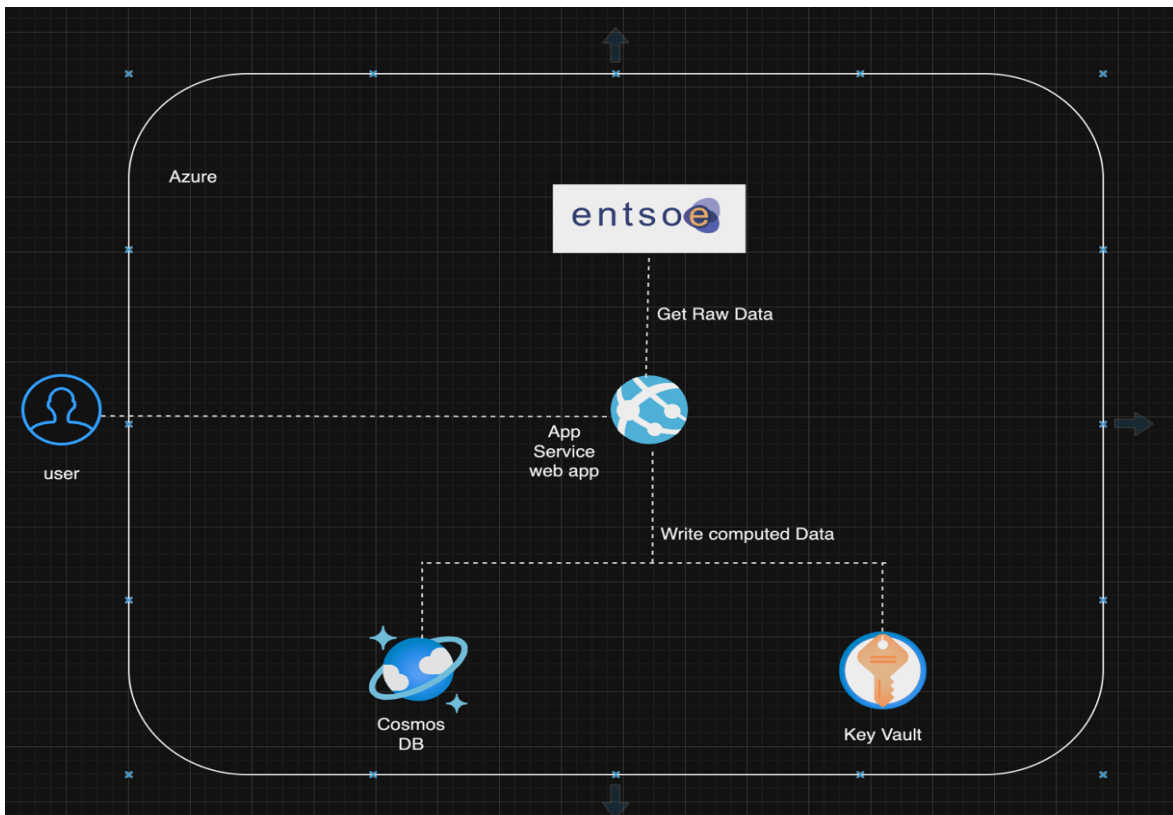 Azure
entsoe
Get Raw Data
App
Service
web app
user
Write computed Data
Cosmos
DB
Key Vault